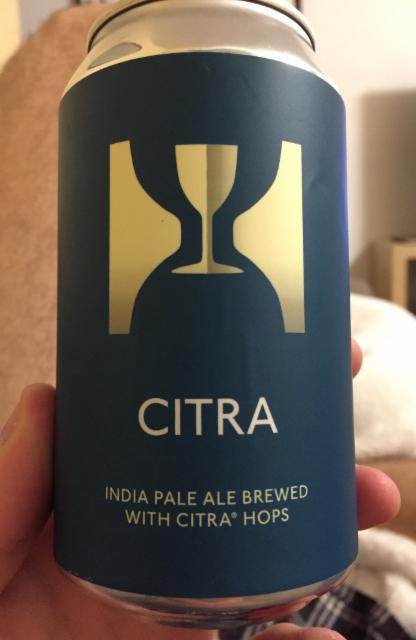 CITRA
INDIA PALE ALE BREWED
WITH CITRA® HOPS